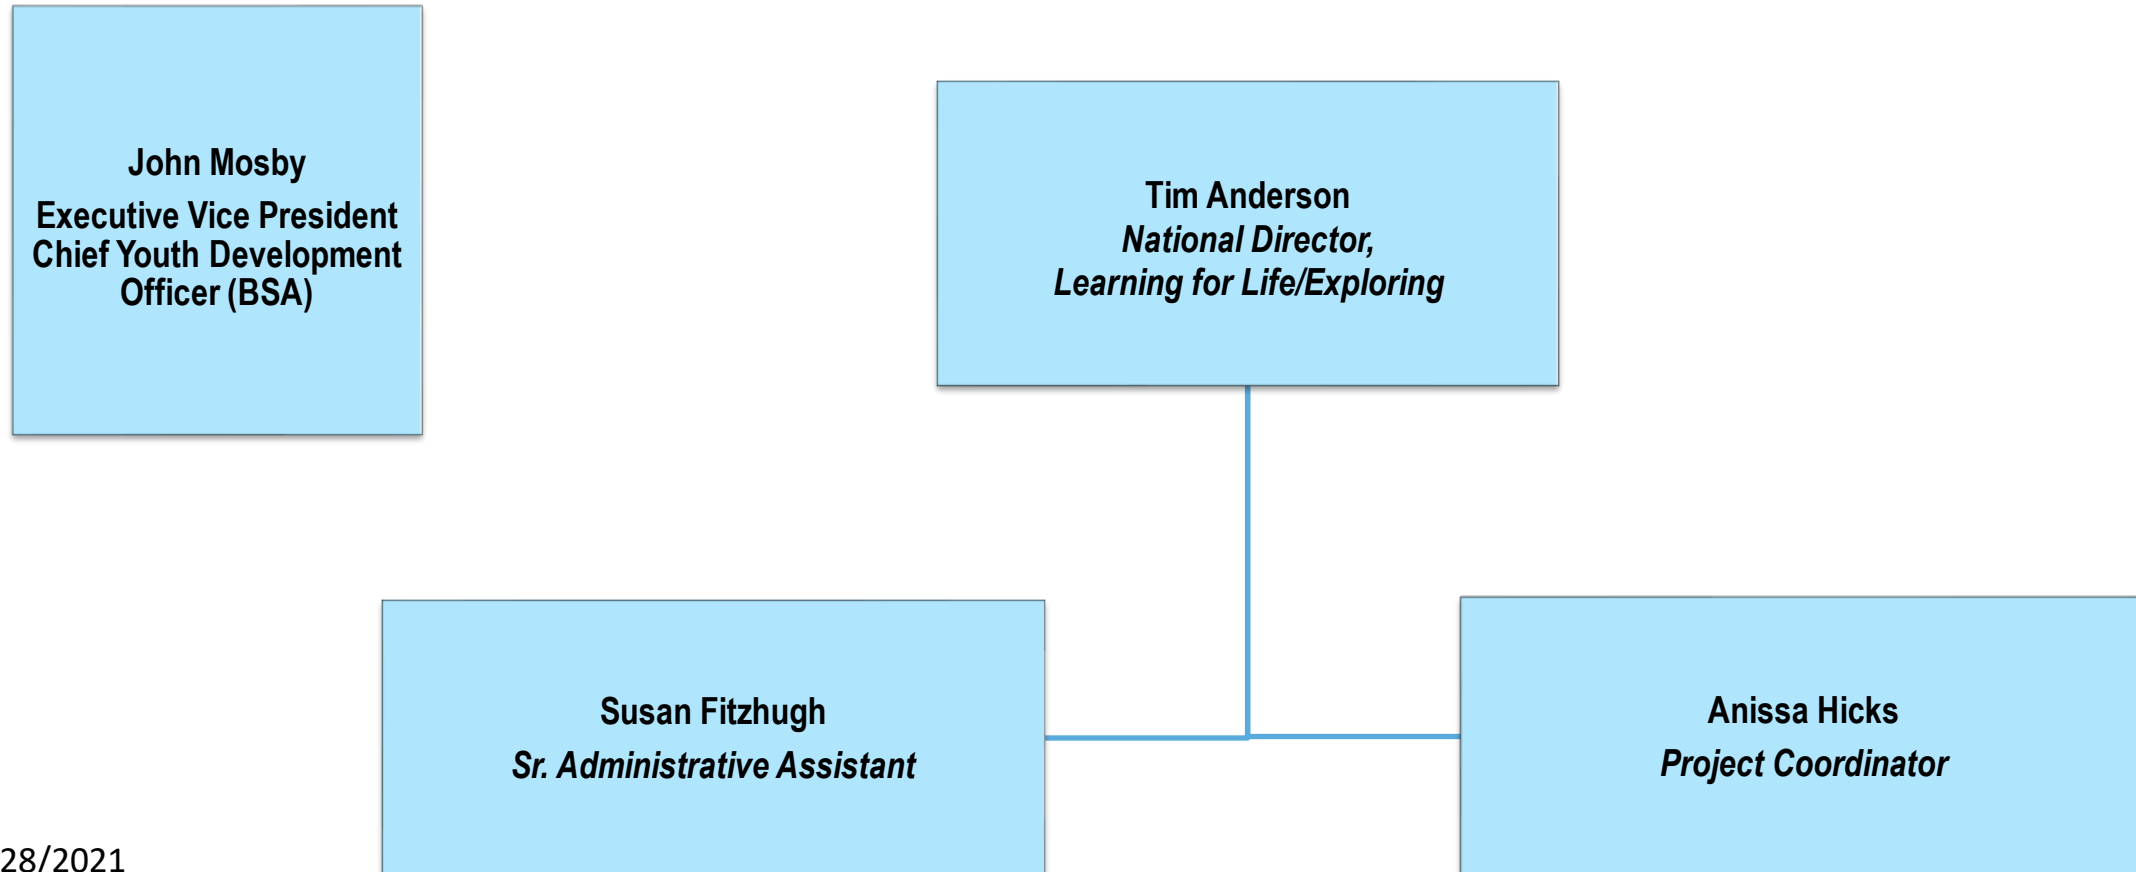 John Mosby
Executive Vice President
Chief Youth Development
Officer (BSA)
Tim Anderson
National Director,
Learning for Life/Exploring
Susan Fitzhugh
Sr. Administrative Assistant
Anissa Hicks
Project Coordinator
28/2021